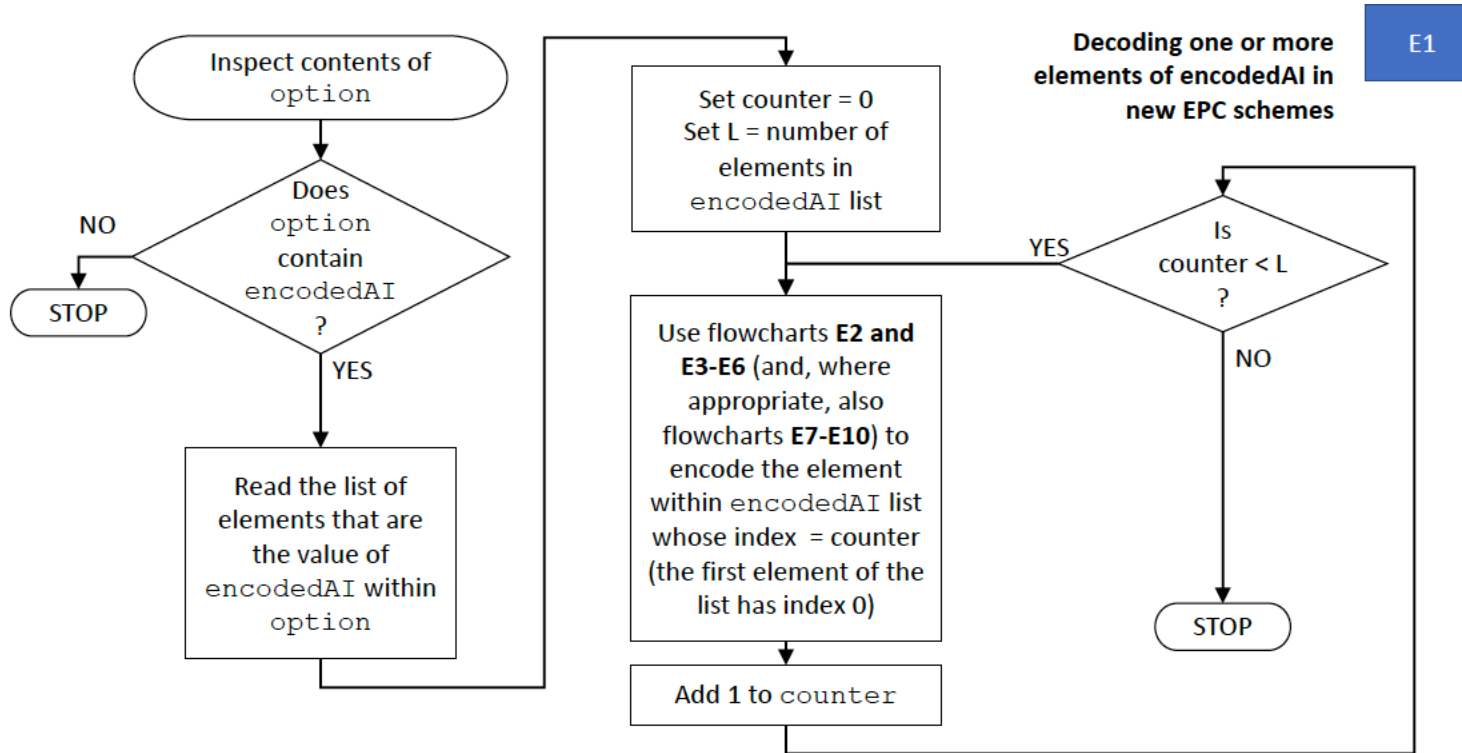 Inspect contents of
option
Does
option
contain
encodedAI
?
NO
STOP
YES
Read the list of
elements that are
the value of
encodedAI within
option
Set counter = 0
Set L = number of
elements in
encodedAI list
Use flowcharts E2 and
E3-E6 (and, where
appropriate, also
flowcharts E7-E10) to
encode the element
within encodedAI list
whose index = counter
(the first element of the
list has index 0)
Add 1 to counter
Decoding one or more
elements of encodedAI in
new EPC schemes
E1
Is
counter < L
?
YES
NO
STOP